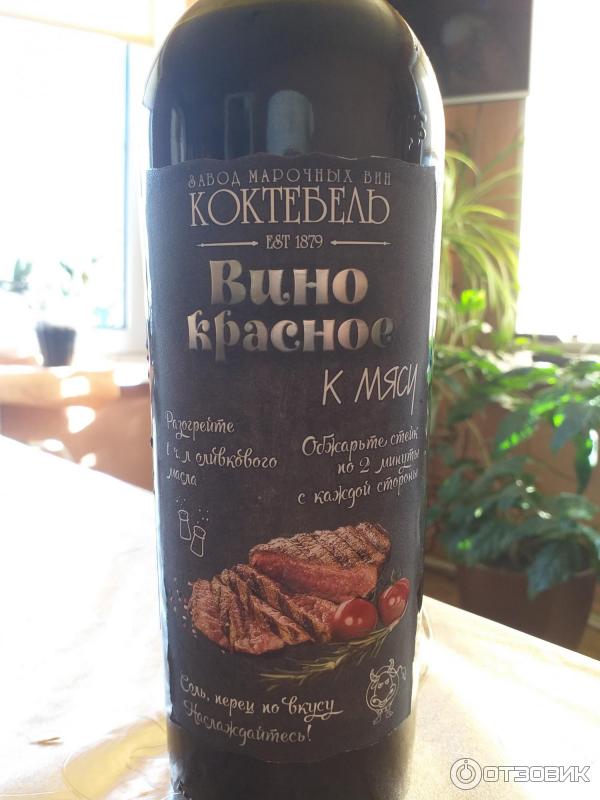 ЗАВОД МАРОЧНЫХ ВИН
КОКТЕБЕЛЬ
EST 1879
Вино
красное
к мясу
Разогрейте
1 ч.л оливкового
масла
Обжарьте стейк
по 2 минуты
с каждой стороны
Соль, перец по вкусу
Наслаждайтесь!
ОТЗОВИК